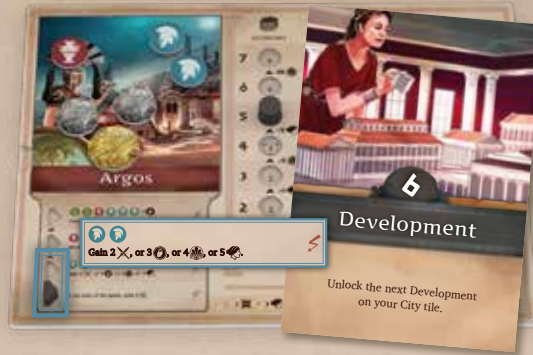 Argos
7
6
5
4
3
2
Gain 2 , or 3 , or 4 , or 5 .
6
Development
Unlock the next Development
on your City tile.